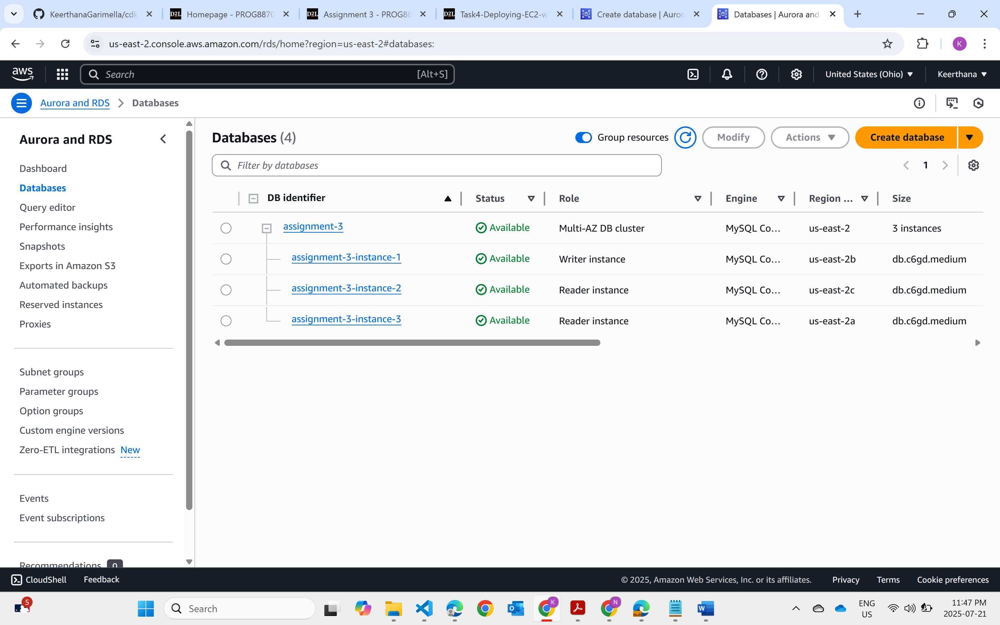 KeerthanaGarimella/cdk
Homepage - PROG8870
Assignment 3 - PROG88
Task4-Deploying-EC2-w
Create database | Auror
Databases | Aurora and
us-east-2.console.aws.amazon.com/rds/home?region=us-east-2#databases:
K
aws
Search
[Alt+S]
United States (Ohio)
Keerthana
Aurora and RDS
Databases
Aurora and RDS
Dashboard
Databases
Query editor
Performance insights
Snapshots
Exports in Amazon S3
Automated backups
Reserved instances
Proxies
Subnet groups
Parameter groups
Option groups
Custom engine versions
Zero-ETL integrations New
Events
Event subscriptions
Recommendations 0
Databases (4)
Group resources
Modify
Actions
Create database
Filter by databases
1
DB identifier Status Role Engine Region ... Size
assignment-3 Available Multi-AZ DB cluster MySQL Co... us-east-2 3 instances
assignment-3-instance-1 Available Writer instance MySQL Co... us-east-2b db.c6gd.medium
assignment-3-instance-2 Available Reader instance MySQL Co... us-east-2c db.c6gd.medium
assignment-3-instance-3 Available Reader instance MySQL Co... us-east-2a db.c6gd.medium
CloudShell
Feedback
© 2025, Amazon Web Services, Inc. or its affiliates.
Privacy
Terms
Cookie preferences
5
Search
K
N
ENG
US
11:47 PM
2025-07-21